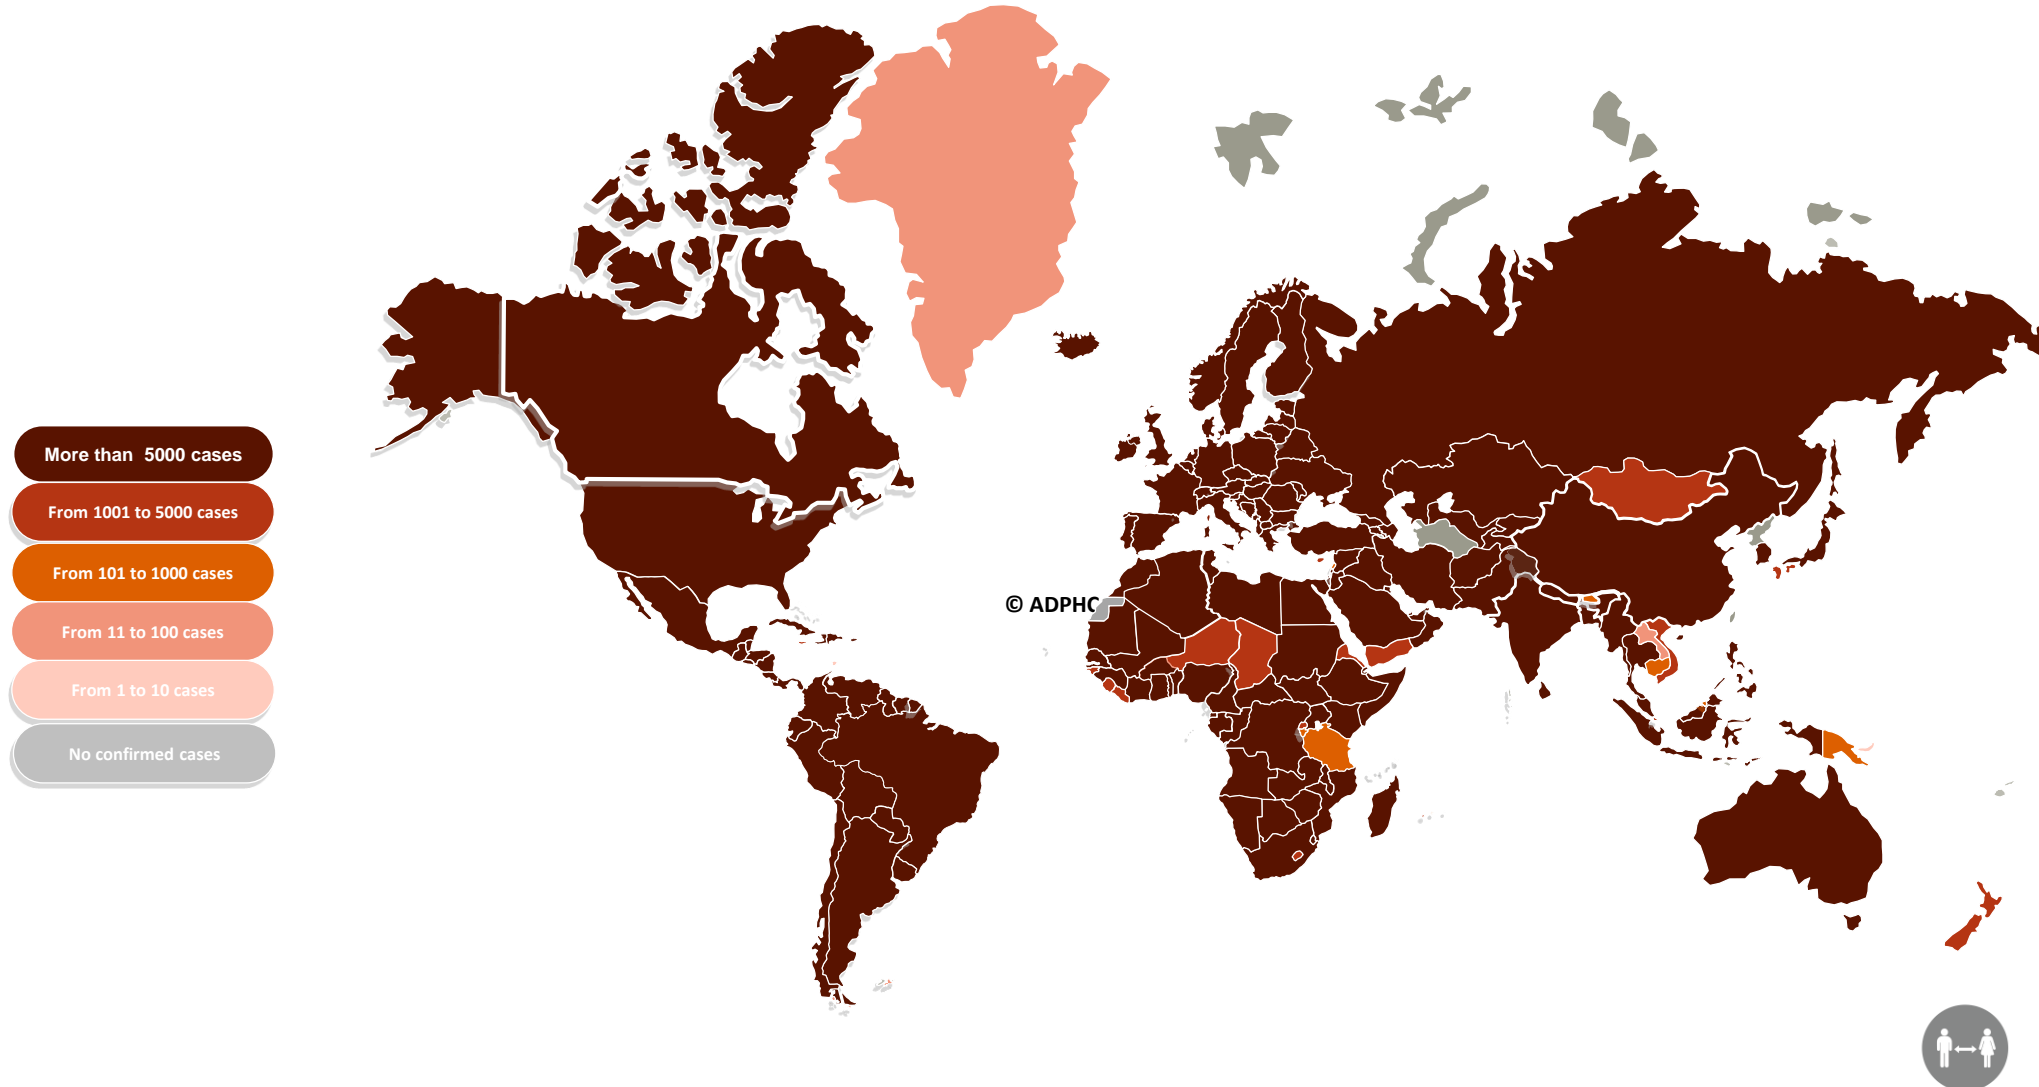 More than 5000 cases
From 1001 to 5000 cases
From 101 to 1000 cases
From 11 to 100 cases
From 1 to 10 cases
No confirmed cases
© ADPHC